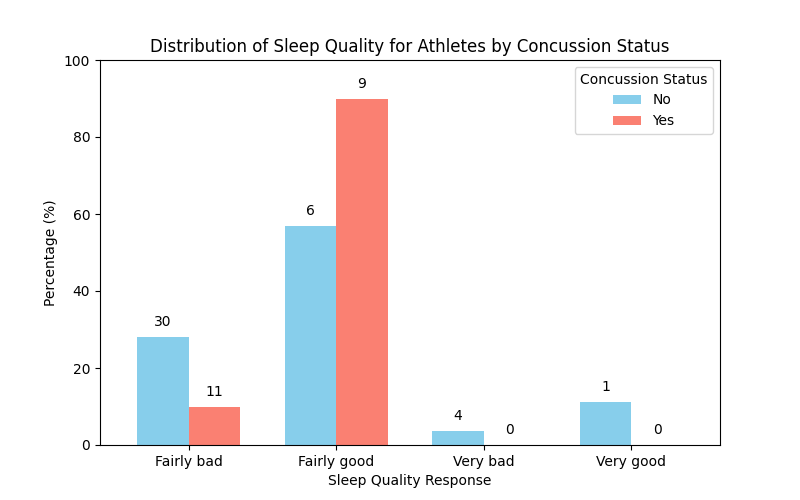 Distribution of Sleep Quality for Athletes by Concussion Status
Concussion Status
No
Yes
Percentage (%)
100
80
60
40
20
0
30
11
6
9
4
0
1
0
Fairly bad
Fairly good
Very bad
Very good
Sleep Quality Response